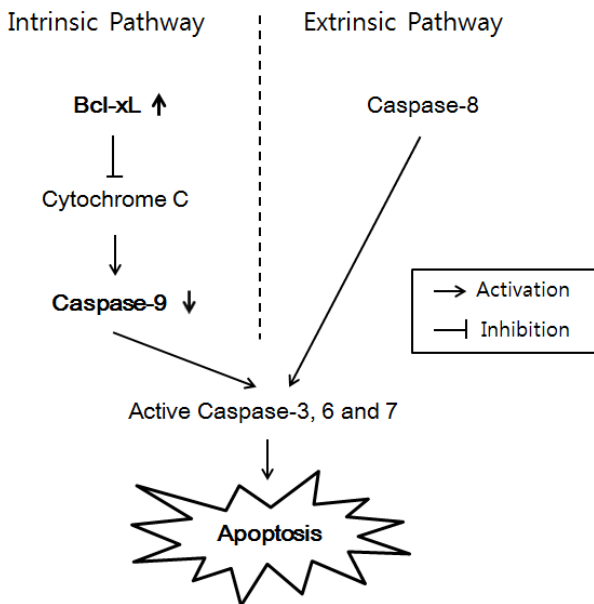 Intrinsic Pathway
Extrinsic Pathway
Bcl-xL ↑
Caspase-8
Cytochrome C
Caspase-9 ↓
Activation
Inhibition
Active Caspase-3, 6 and 7
Apoptosis